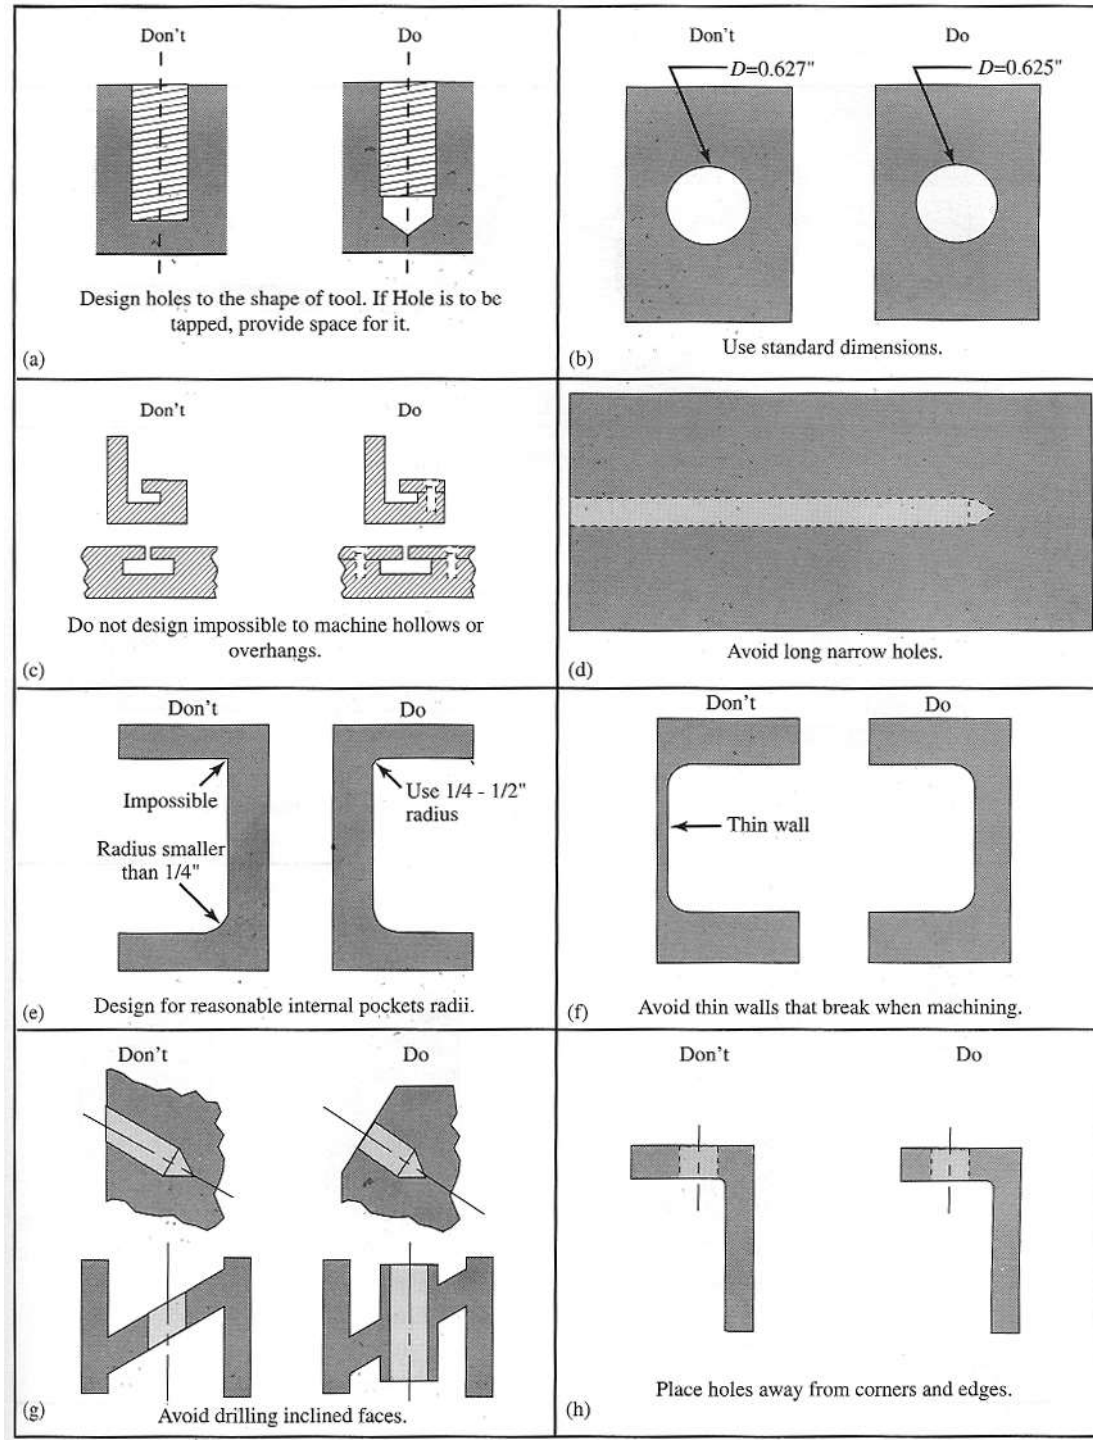 Don't
Do
Design holes to the shape of tool. If Hole is to be
tapped, provide space for it.
(a)
Don't
Do
D=0.627"
D=0.625"
Use standard dimensions.
(b)
Don't
Do
Do not design impossible to machine hollows or
overhangs.
(c)
Avoid long narrow holes.
(d)
Don't
Do
Impossible
Use 1/4 - 1/2"
radius
Radius smaller
than 1/4"
Design for reasonable internal pockets radii.
(e)
Don't
Do
Thin wall
Avoid thin walls that break when machining.
(f)
Don't
Do
Avoid drilling inclined faces.
(g)
Don't
Do
Place holes away from corners and edges.
(h)